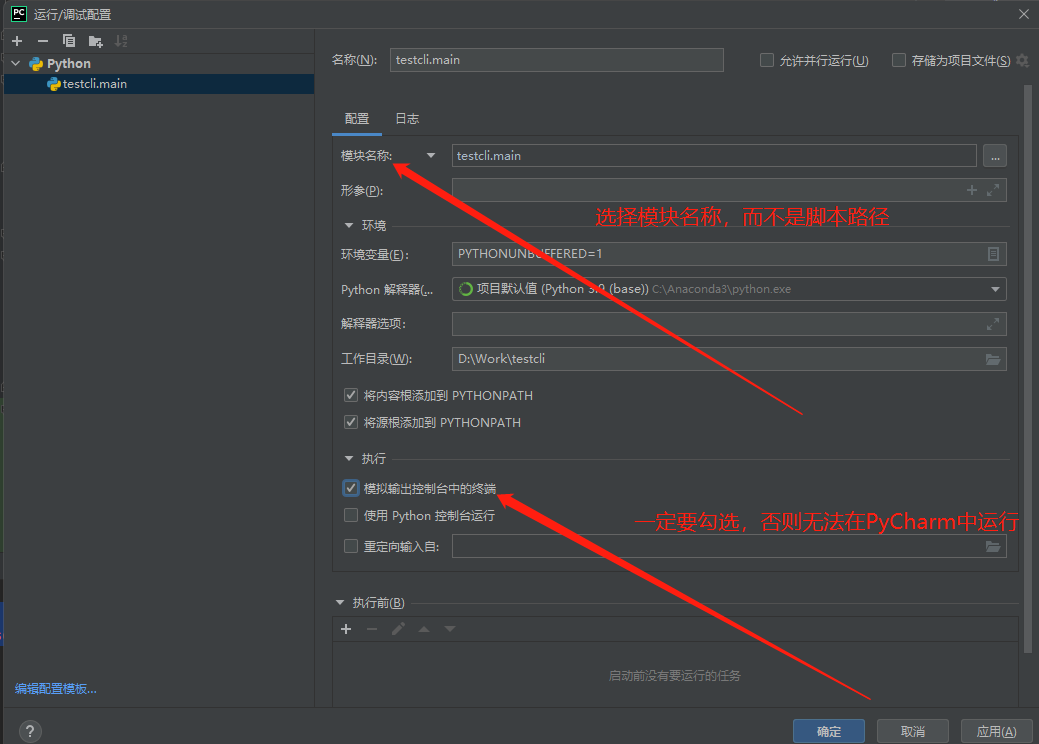 PC 运行/调试配置
Python
testcli.main
名称(N): testcli.main 允许并行运行(U) 存储为项目文件(S)
配置 日志
模块名称: testcli.main ...
形参(P):
选择模块名称，而不是脚本路径
环境
环境变量(E): PYTHONUNBUFFERED=1
Python 解释器(... 项目默认值 (Python 3.9 (base)) C:\Anaconda3\python.exe
解释器选项:
工作目录(W): D:\Work\testcli
将内容根添加到 PYTHONPATH
将源根添加到 PYTHONPATH
执行
模拟输出控制台中的终端
使用 Python 控制台运行
一定要勾选，否则无法在PyCharm中运行
重定向输入自:
执行前(B)
启动前没有要运行的任务
编辑配置模板...
? 确定 取消 应用(A)